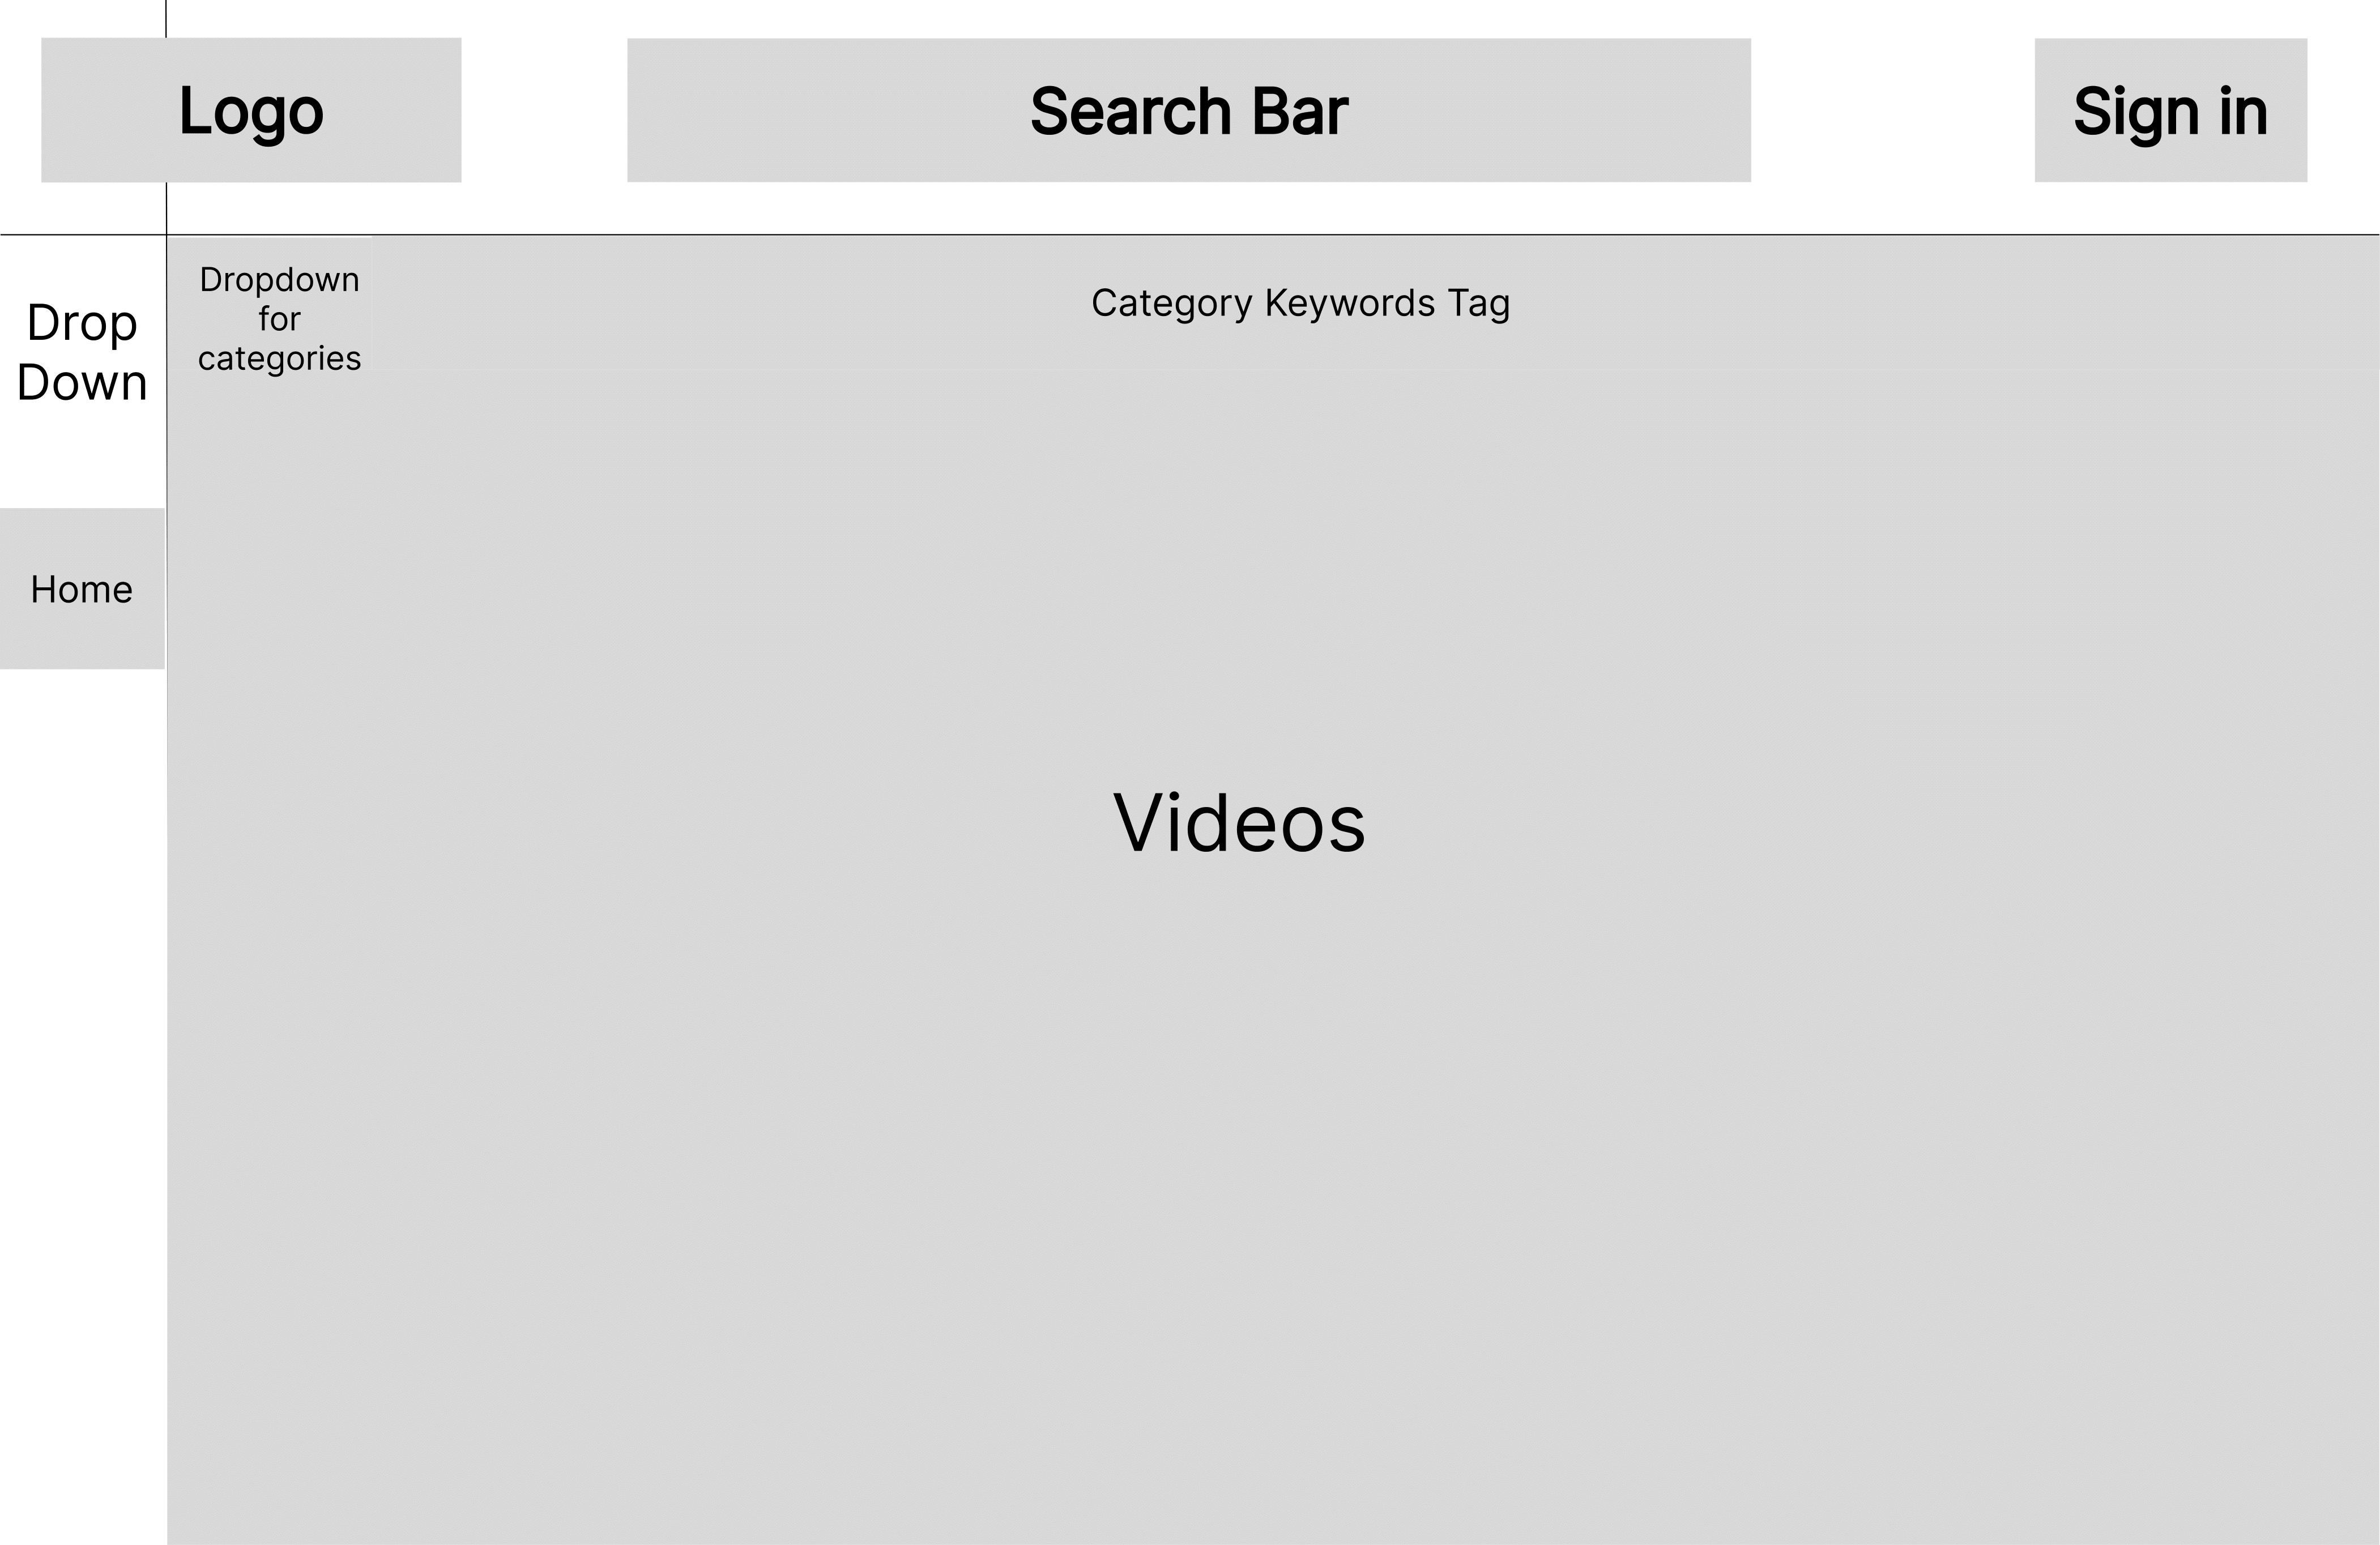 Logo
Search Bar
Sign in
Drop
Down
Dropdown
for
categories
Category Keywords Tag
Home
Videos